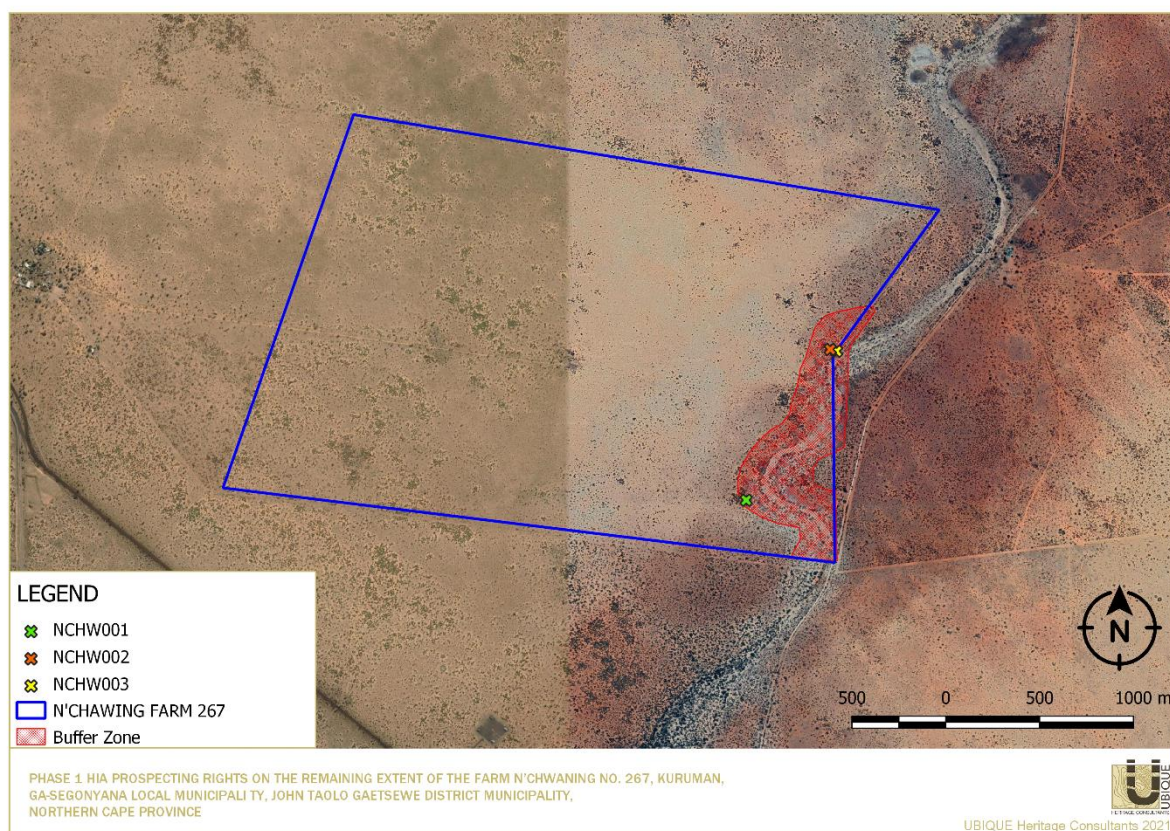 N
500 0 500 1000 m
LEGEND
NCHW001
NCHW002
NCHW003
N'CHAWING FARM 267
Buffer Zone
PHASE 1 HIA PROSPECTING RIGHTS ON THE REMAINING EXTENT OF THE FARM N'CHWANING NO. 267, KURUMAN,
GA-SEGONYANA LOCAL MUNICIPALI TY, JOHN TAOLO GAETSEWE DISTRICT MUNICIPALITY,
NORTHERN CAPE PROVINCE
UBIQUE
HERITAGE CONSULTANTS
UBIQUE Heritage Consultants 2021